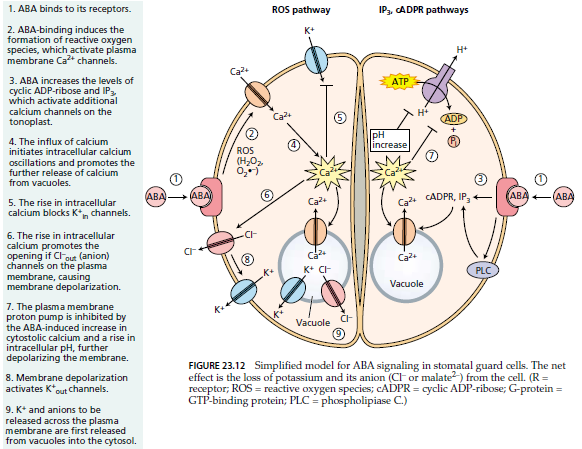 1. ABA binds to its receptors.
2. ABA-binding induces the
formation of reactive oxygen
species, which activate plasma
membrane Ca²⁺ channels.
3. ABA increases the levels of
cyclic ADP-ribose and IP₃,
which activate additional
calcium channels on the
tonoplast.
4. The influx of calcium
initiates intracellular calcium
oscillations and promotes the
further release of calcium
from vacuoles.
5. The rise in intracellular
calcium blocks K⁺in channels.
6. The rise in intracellular
calcium promotes the
opening if Cl⁻out (anion)
channels on the plasma
membrane, causing
membrane depolarization.
7. The plasma membrane
proton pump is inhibited by
the ABA-induced increase in
cytostolic calcium and a rise in
intracellular pH, further
depolarizing the membrane.
8. Membrane depolarization
activates K⁺out channels.
9. K⁺ and anions to be
released across the plasma
membrane are first released
from vacuoles into the cytosol.
ROS pathway
K⁺
Ca²⁺
Ca²⁺
2
4
5
ROS
(H₂O₂,
O₂•⁻)
Ca²⁺
1
ABA
ABA
6
Ca²⁺
Cl⁻
Cl⁻
8
Ca²⁺
K⁺
K⁺
Cl⁻
K⁺
K⁺
Vacuole
Cl⁻
9
IP₃, cADPR pathways
H⁺
ATP
H⁺
ADP
+
Pᵢ
pH
increase
7
Ca²⁺
Ca²⁺
cADPR, IP₃
3
1
ABA
ABA
Ca²⁺
PLC
Vacuole
FIGURE 23.12 Simplified model for ABA signaling in stomatal guard cells. The net
effect is the loss of potassium and its anion (Cl⁻ or malate²⁻) from the cell. (R =
receptor; ROS = reactive oxygen species; cADPR = cyclic ADP-ribose; G-protein =
GTP-binding protein; PLC = phospholipiase C.)